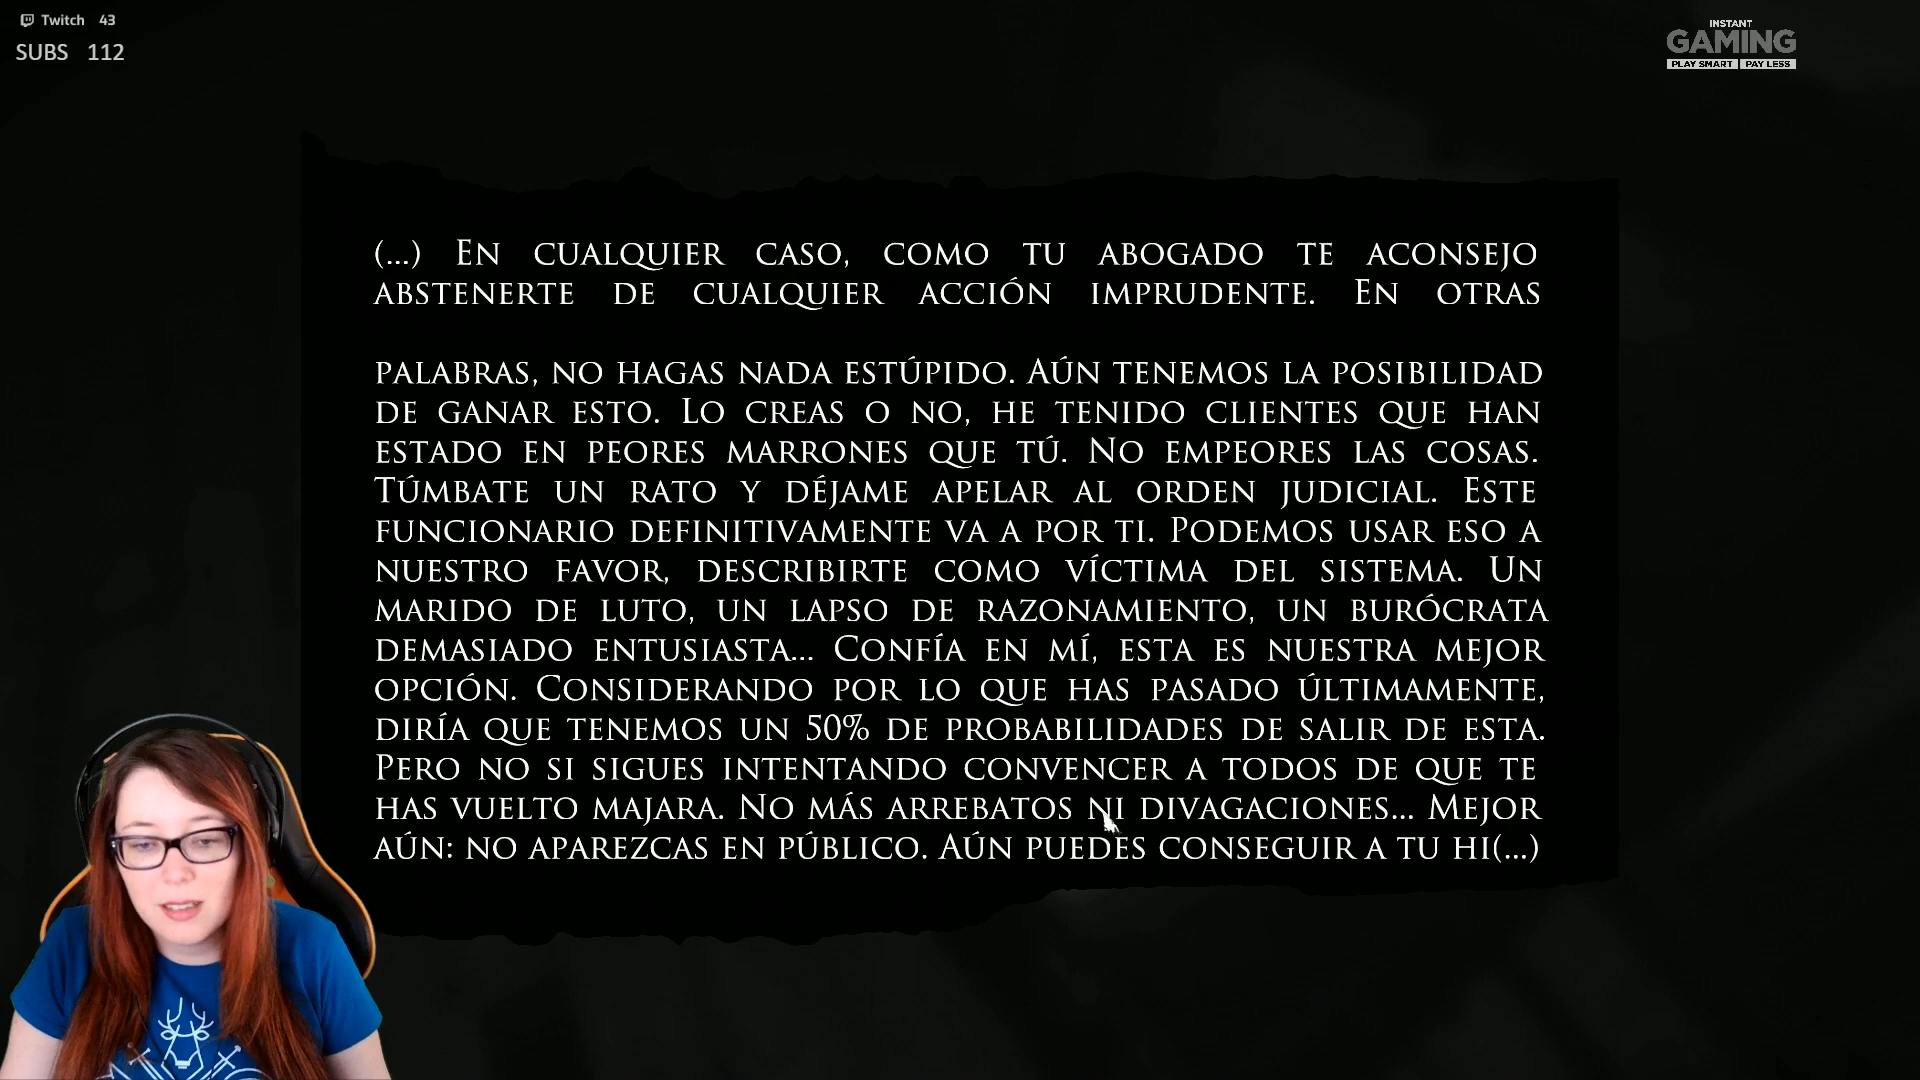 Twitch 43
SUBS 112
INSTANT
GAMING
PLAY SMART PAY LESS
(...) En cualquier caso, como tu abogado te aconsejo
abstenerte de cualquier acción imprudente. En otras
palabras, no hagas nada estúpido. Aún tenemos la posibilidad
de ganar esto. Lo creas o no, he tenido clientes que han
estado en peores marrones que tú. No empeores las cosas.
Túmbate un rato y déjame apelar al orden judicial. Este
funcionario definitivamente va a por ti. Podemos usar eso a
nuestro favor, describirte como víctima del sistema. Un
marido de luto, un lapso de razonamiento, un burócrata
demasiado entusiasta... Confía en mí, esta es nuestra mejor
opción. Considerando por lo que has pasado últimamente,
diría que tenemos un 50% de probabilidades de salir de esta.
Pero no si sigues intentando convencer a todos de que te
has vuelto majara. No más arrebatos ni divagaciones... Mejor
aún: no aparezcas en público. Aún puedes conseguir a tu hi(...)